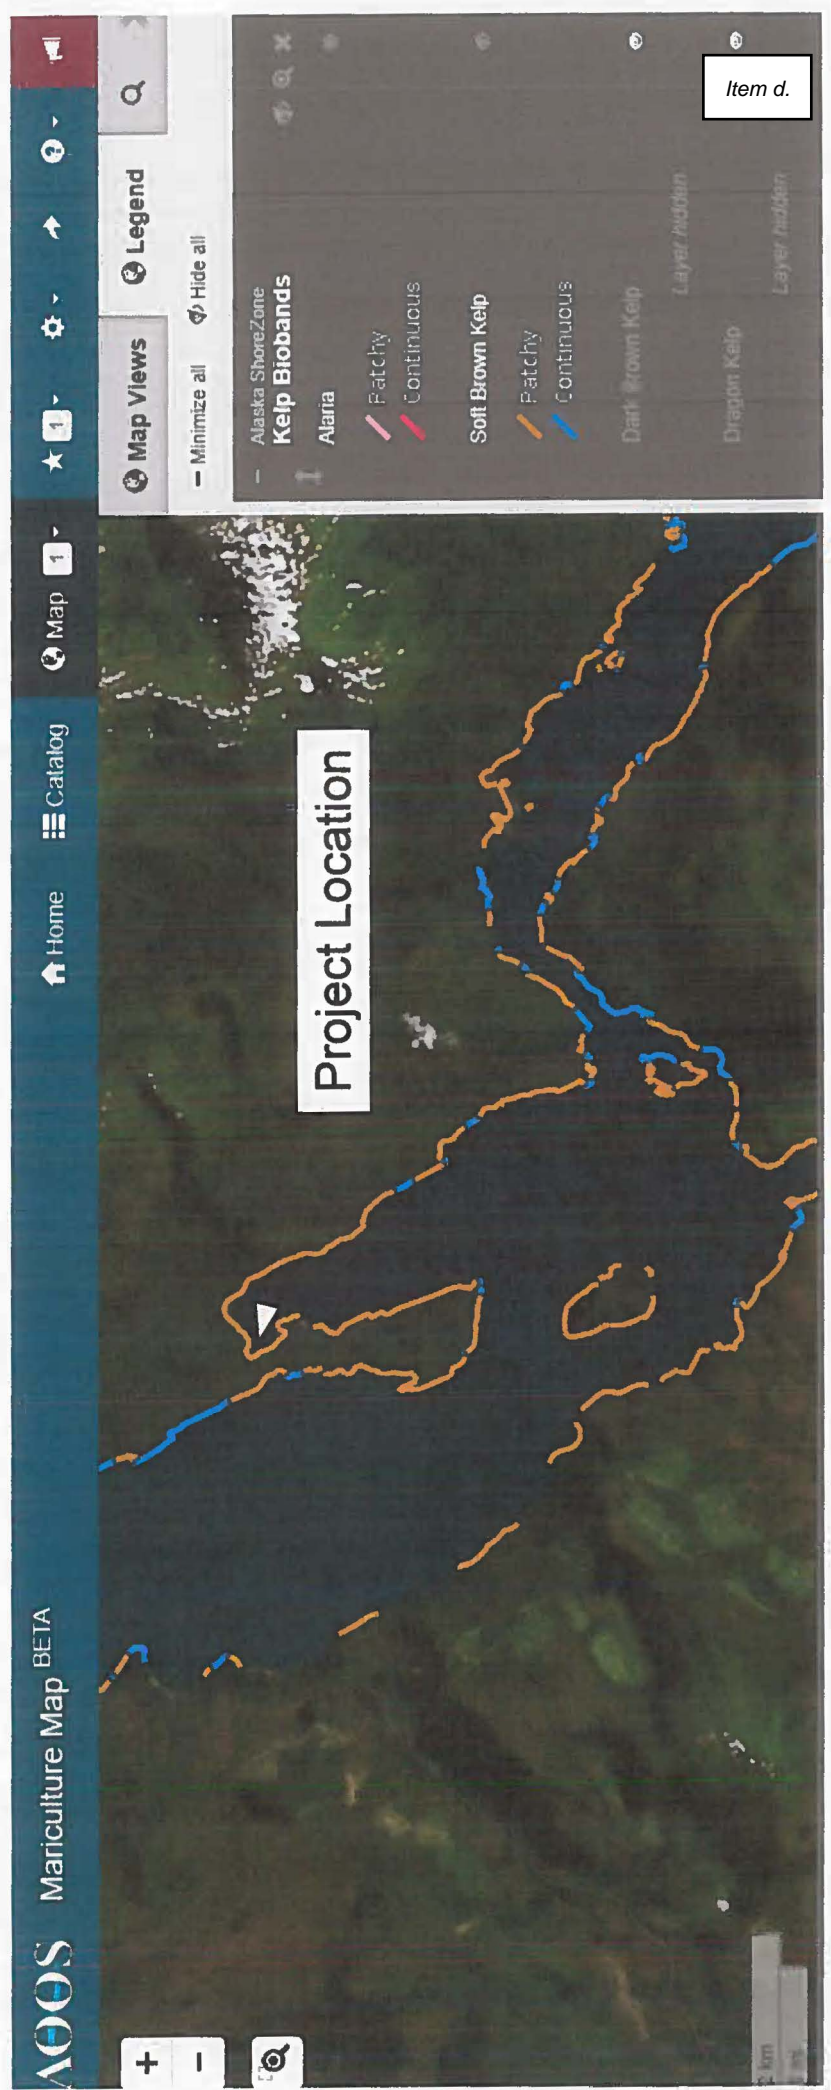 AOOS Mariculture Map BETA
Home
Catalog
Map 1
1
?
Map Views
Legend
Minimize all
Hide all
Alaska ShoreZone
Kelp Biobands
Alaria
Patchy
Continuous
Soft Brown Kelp
Patchy
Continuous
Dark Brown Kelp
Layer hidden
Dragon Kelp
Layer hidden
Item d.
Project Location
+
−
km